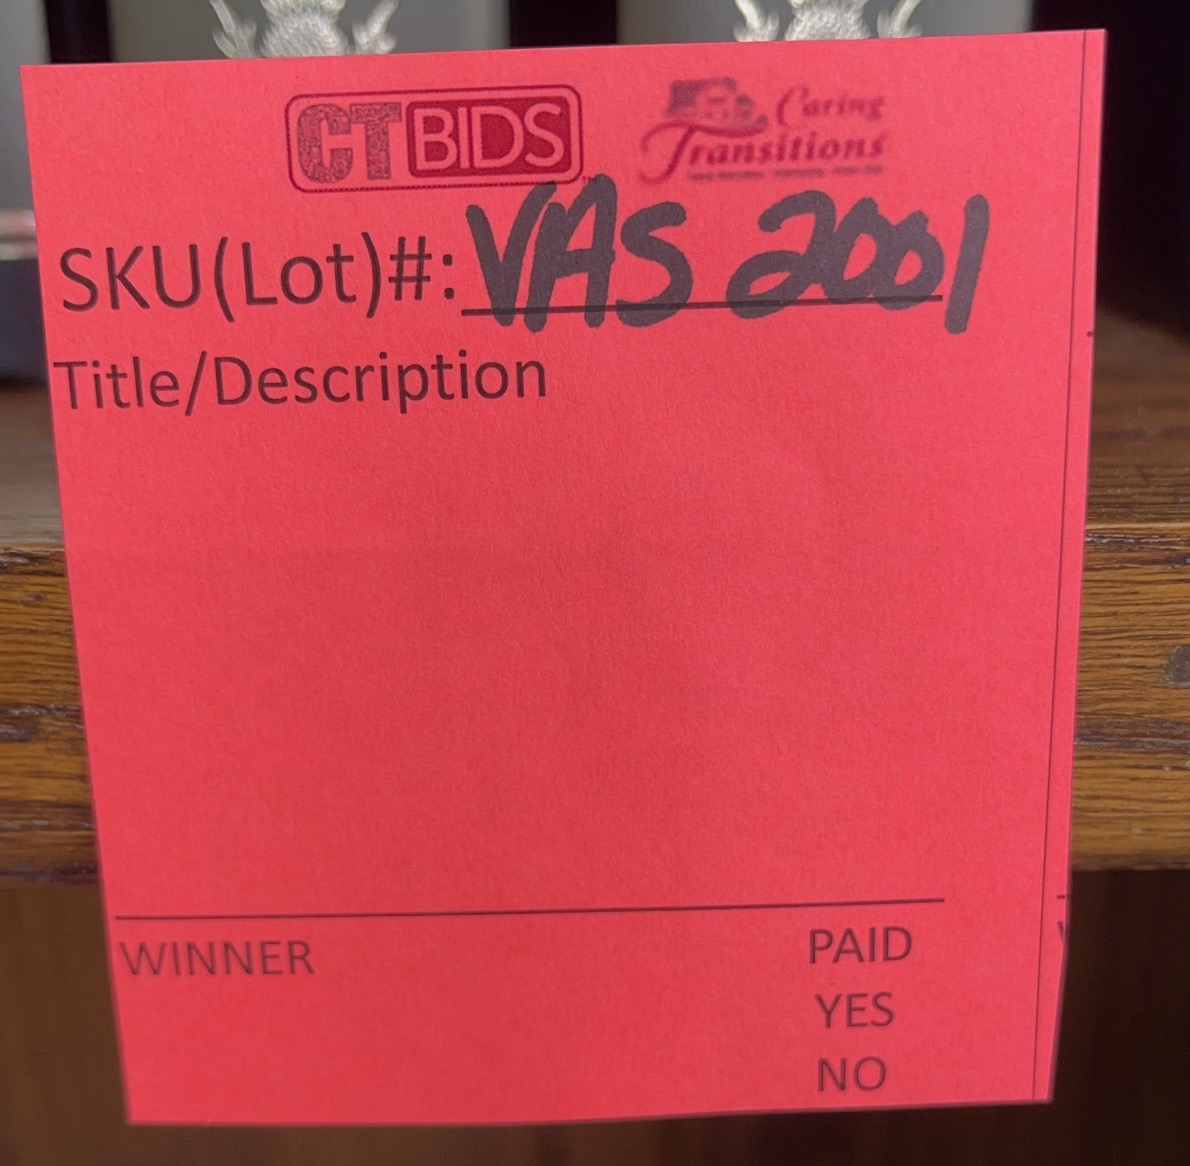 CTBIDS
Caring
Transitions
SKU(Lot)#: VAS 2001
Title/Description
WINNER PAID
YES
NO